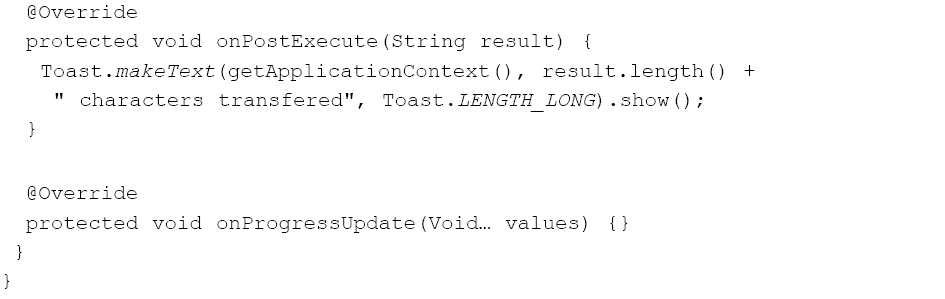 @Override
protected void onPostExecute(String result) {
Toast.makeText(getApplicationContext(), result.length() +
" characters transfered", Toast.LENGTH_LONG).show();
}
@Override
protected void onProgressUpdate(Void… values) {}
}
}